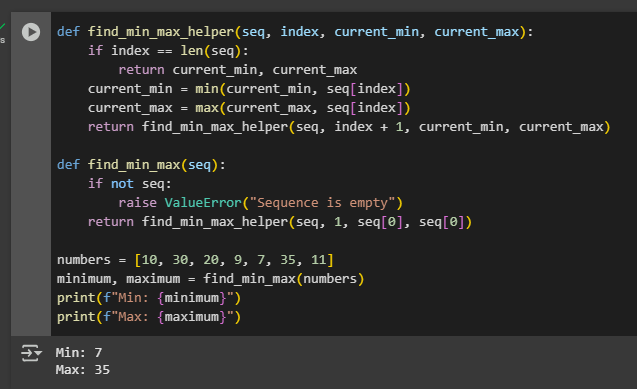 s
def find_min_max_helper(seq, index, current_min, current_max):
    if index == len(seq):
        return current_min, current_max
    current_min = min(current_min, seq[index])
    current_max = max(current_max, seq[index])
    return find_min_max_helper(seq, index + 1, current_min, current_max)

def find_min_max(seq):
    if not seq:
        raise ValueError("Sequence is empty")
    return find_min_max_helper(seq, 1, seq[0], seq[0])

numbers = [10, 30, 20, 9, 7, 35, 11]
minimum, maximum = find_min_max(numbers)
print(f"Min: {minimum}")
print(f"Max: {maximum}")
Min: 7
Max: 35